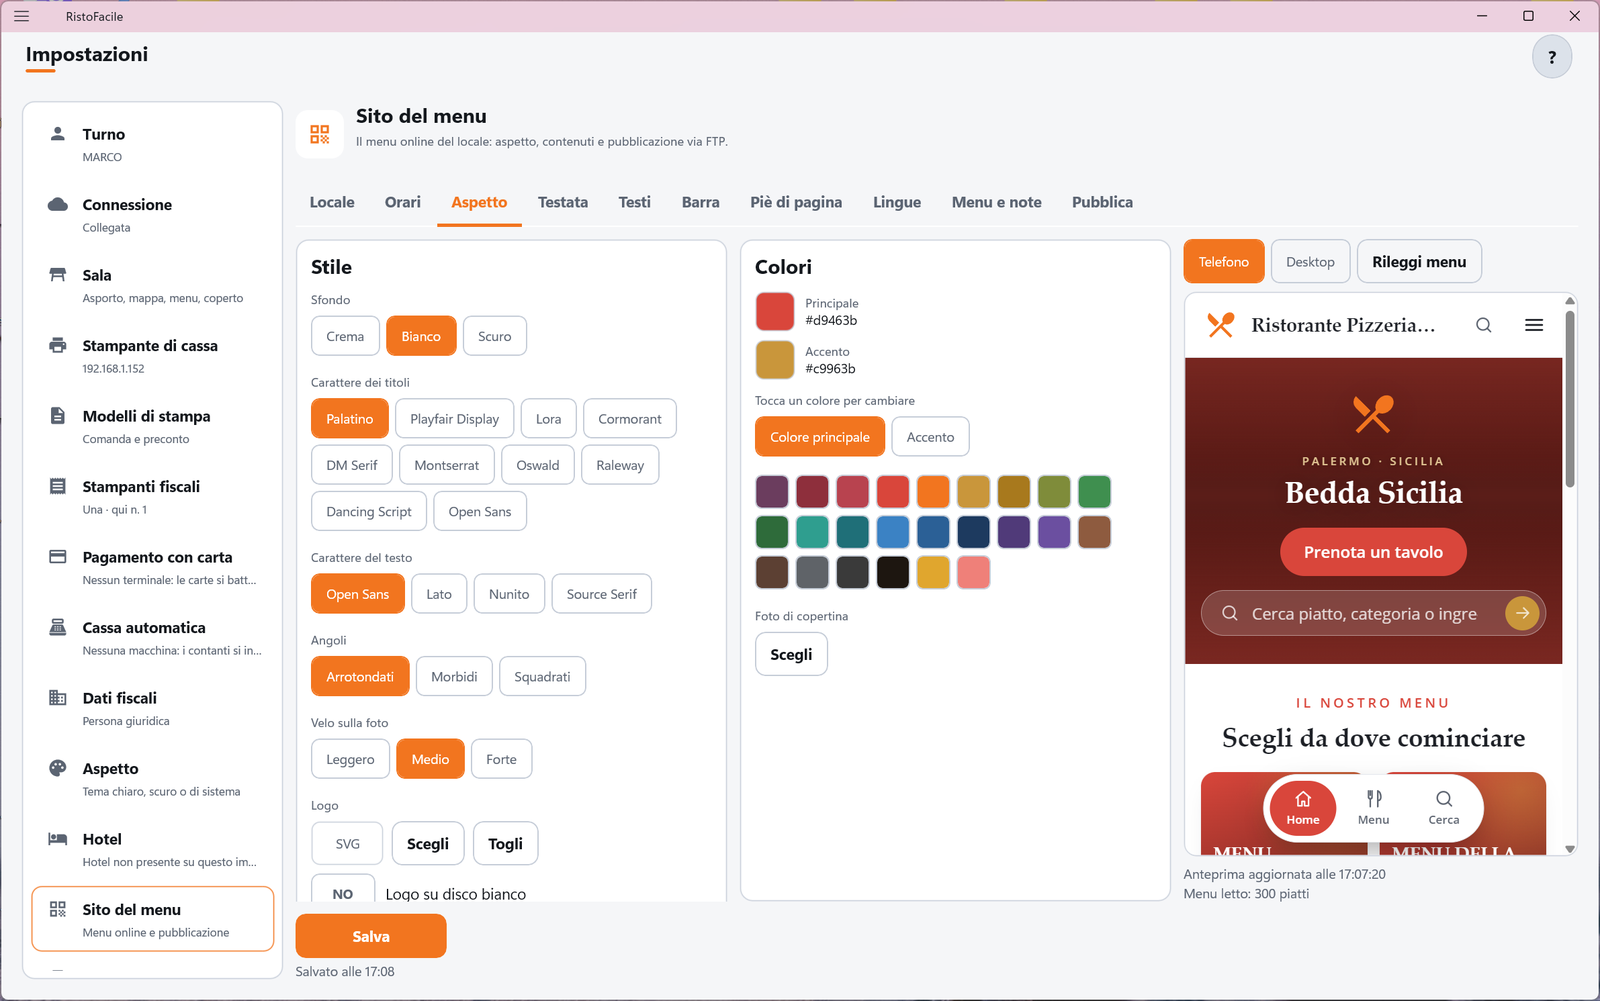 RistoFacile
Impostazioni
?
Turno
MARCO
Connessione
Collegata
Sala
Asporto, mappa, menu, coperto
Stampante di cassa
192.168.1.152
Modelli di stampa
Comanda e preconto
Stampanti fiscali
Una · qui n. 1
Pagamento con carta
Nessun terminale: le carte si batt...
Cassa automatica
Nessuna macchina: i contanti si in...
Dati fiscali
Persona giuridica
Aspetto
Tema chiaro, scuro o di sistema
Hotel
Hotel non presente su questo im...
Sito del menu
Menu online e pubblicazione
Sito del menu
Il menu online del locale: aspetto, contenuti e pubblicazione via FTP.
Locale Orari Aspetto Testata Testi Barra Piè di pagina Lingue Menu e note Pubblica
Stile
Sfondo
Crema Bianco Scuro
Carattere dei titoli
Palatino Playfair Display Lora Cormorant
DM Serif Montserrat Oswald Raleway
Dancing Script Open Sans
Carattere del testo
Open Sans Lato Nunito Source Serif
Angoli
Arrotondati Morbidi Squadrati
Velo sulla foto
Leggero Medio Forte
Logo
SVG Scegli Togli
NO Logo su disco bianco
Salva
Salvato alle 17:08
Colori
Principale
#d9463b
Accento
#c9963b
Tocca un colore per cambiare
Colore principale Accento
Foto di copertina
Scegli
Telefono Desktop Rileggi menu
Ristorante Pizzeria...
PALERMO · SICILIA
Bedda Sicilia
Prenota un tavolo
Cerca piatto, categoria o ingre
IL NOSTRO MENU
Scegli da dove cominciare
Home Menu Cerca
MENU MENU DELLA
Anteprima aggiornata alle 17:07:20
Menu letto: 300 piatti